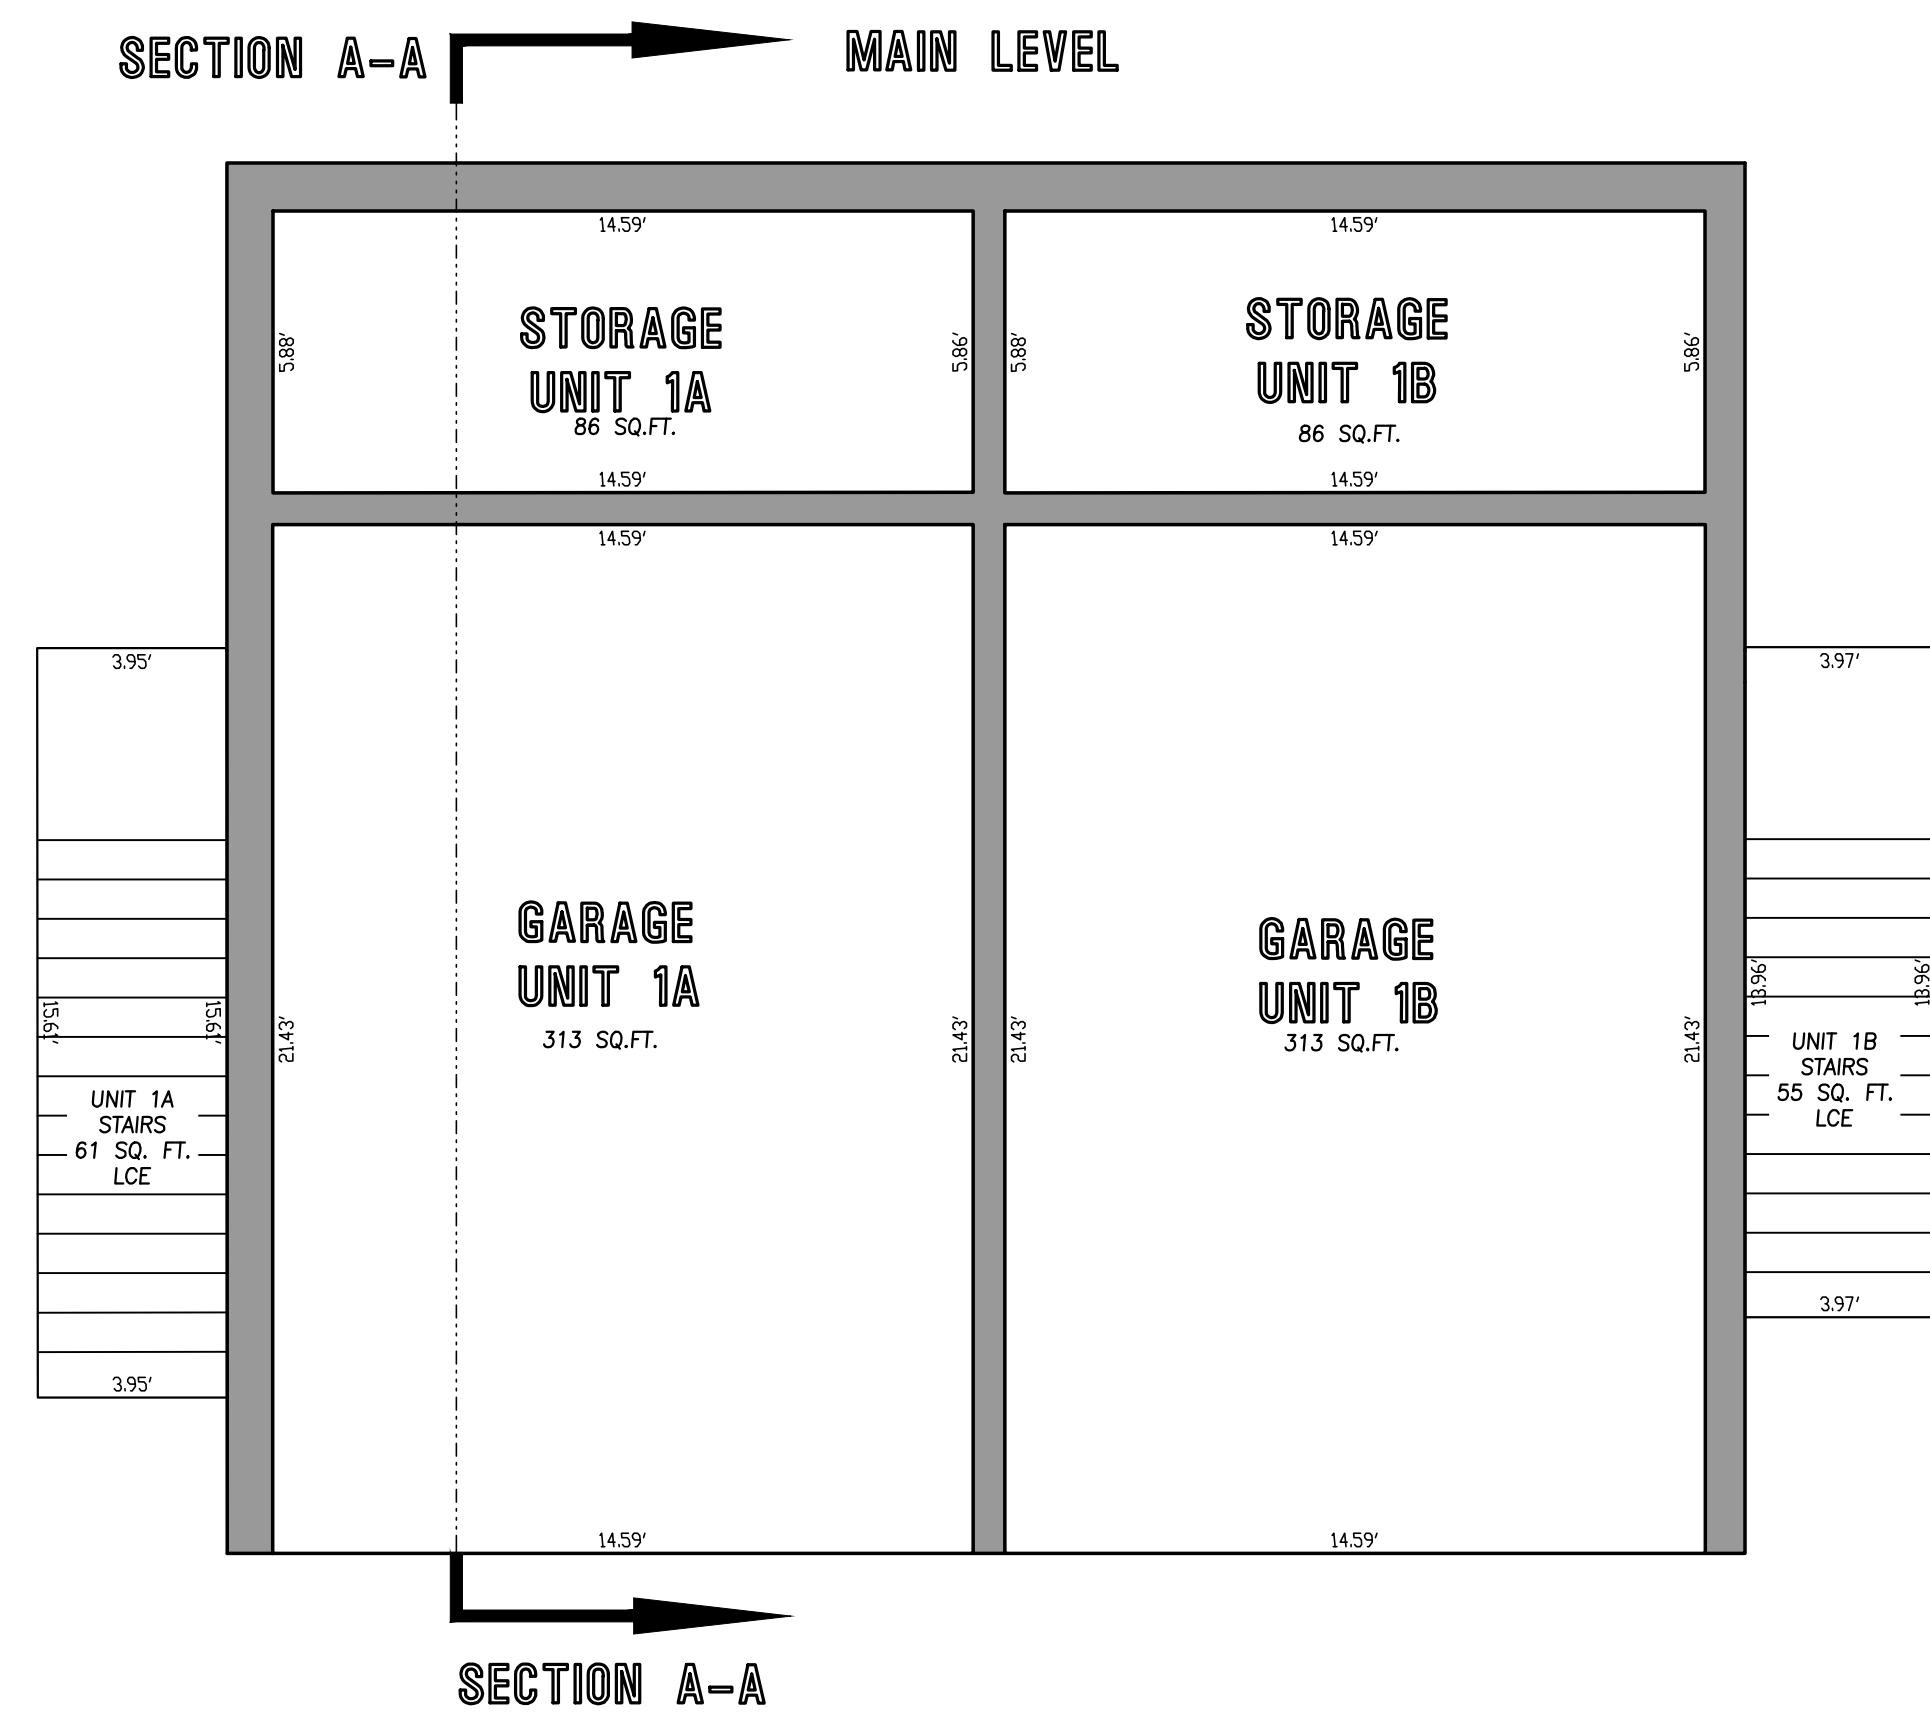 SECTION A-A
MAIN LEVEL
14.59'
14.59'
STORAGE
UNIT 1A
86 SQ.FT.
5.88'
5.86'
14.59'
STORAGE
UNIT 1B
86 SQ.FT.
5.88'
5.86'
14.59'
14.59'
14.59'
3.95'
3.97'
GARAGE
UNIT 1A
313 SQ.FT.
21.43'
21.43'
GARAGE
UNIT 1B
313 SQ.FT.
21.43'
21.43'
15.61'
15.61'
UNIT 1A
STAIRS
61 SQ. FT.
LCE
3.95'
13.96'
13.96'
UNIT 1B
STAIRS
55 SQ. FT.
LCE
3.97'
14.59'
14.59'
SECTION A-A